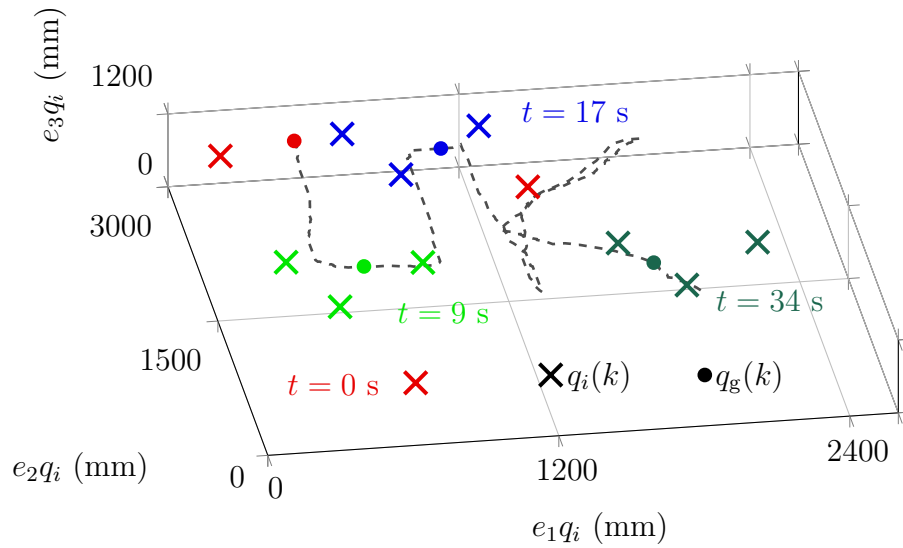 e₃qᵢ (mm)
1200
0
t = 17 s
3000
t = 9 s
t = 34 s
1500
t = 0 s
qᵢ(k)
q_g(k)
e₂qᵢ (mm)
0
0
1200
2400
e₁qᵢ (mm)